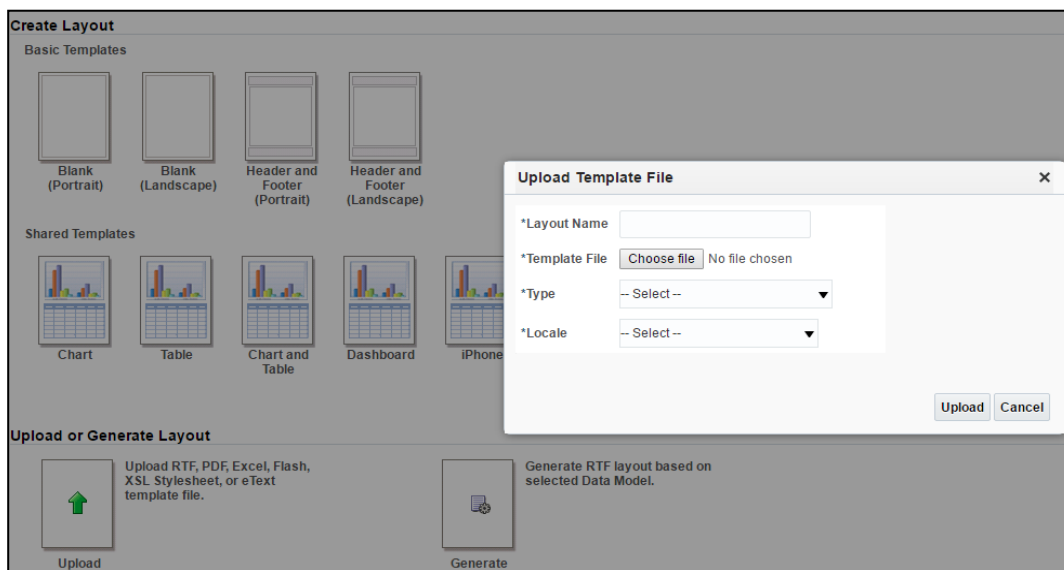 Create Layout
Basic Templates
Blank
(Portrait)
Blank
(Landscape)
Header and
Footer
(Portrait)
Header and
Footer
(Landscape)
Shared Templates
Chart
Table
Chart and
Table
Dashboard
iPhone
Upload or Generate Layout
Upload RTF, PDF, Excel, Flash,
XSL Stylesheet, or eText
template file.
Upload
Generate RTF layout based on
selected Data Model.
Generate
Upload Template File
*Layout Name
*Template File Choose file No file chosen
*Type -- Select --
*Locale -- Select --
Upload Cancel